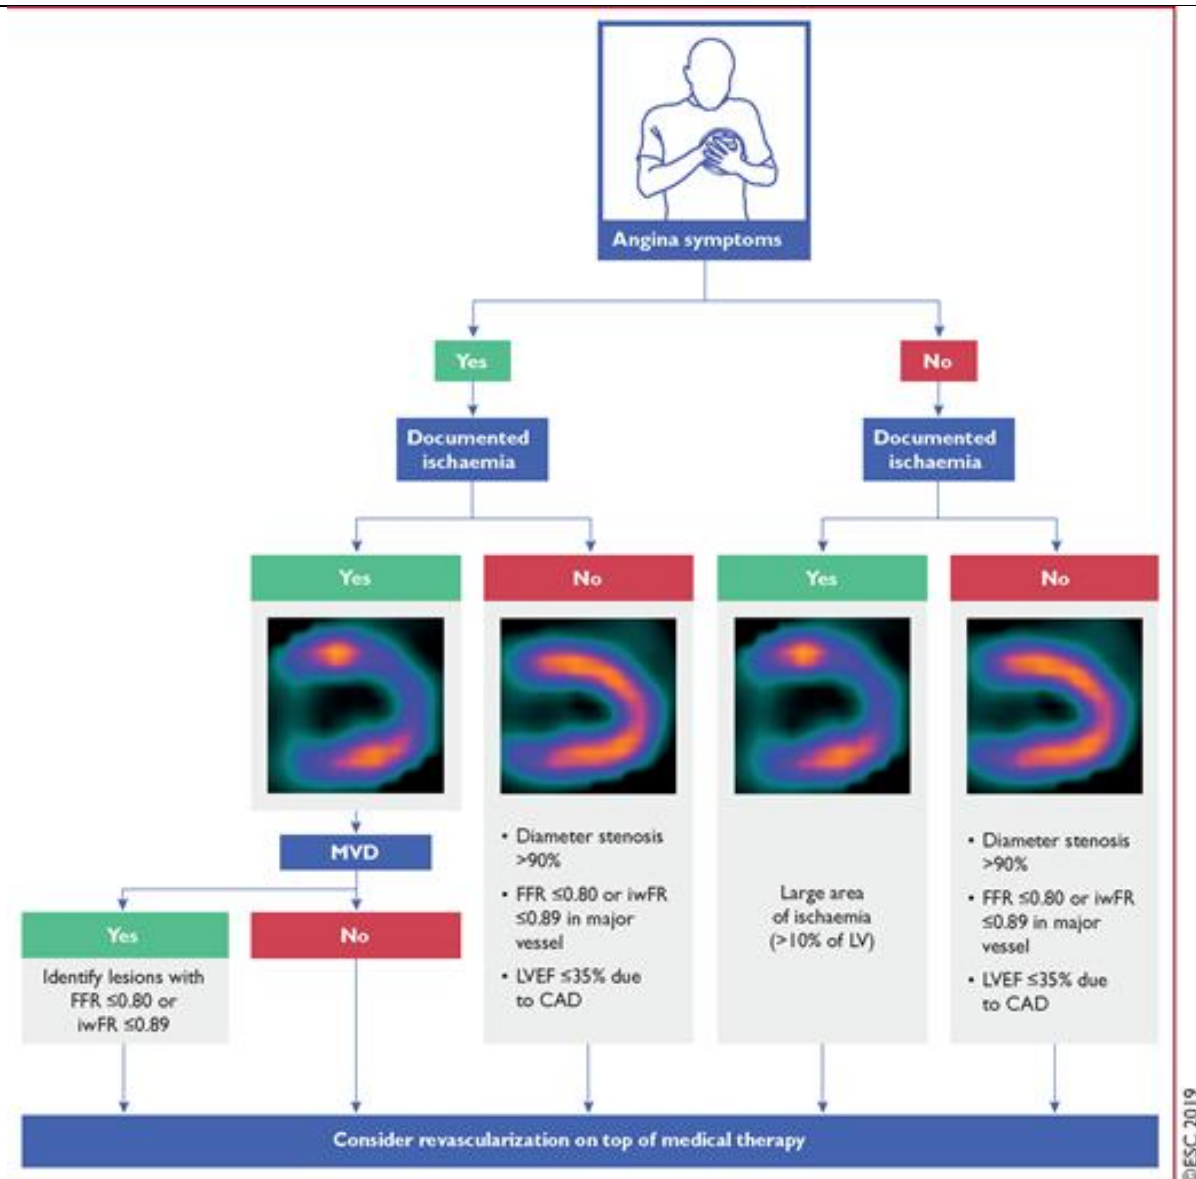 Angina symptoms
Yes
No
Documented
ischaemia
Documented
ischaemia
Yes
No
Yes
No
MVD
Yes
No
Identify lesions with
FFR ≤0.80 or
iwFR ≤0.89
• Diameter stenosis
>90%
• FFR ≤0.80 or iwFR
≤0.89 in major
vessel
• LVEF ≤35% due
to CAD
Large area
of ischaemia
(>10% of LV)
• Diameter stenosis
>90%
• FFR ≤0.80 or iwFR
≤0.89 in major
vessel
• LVEF ≤35% due
to CAD
Consider revascularization on top of medical therapy
©ESC 2019